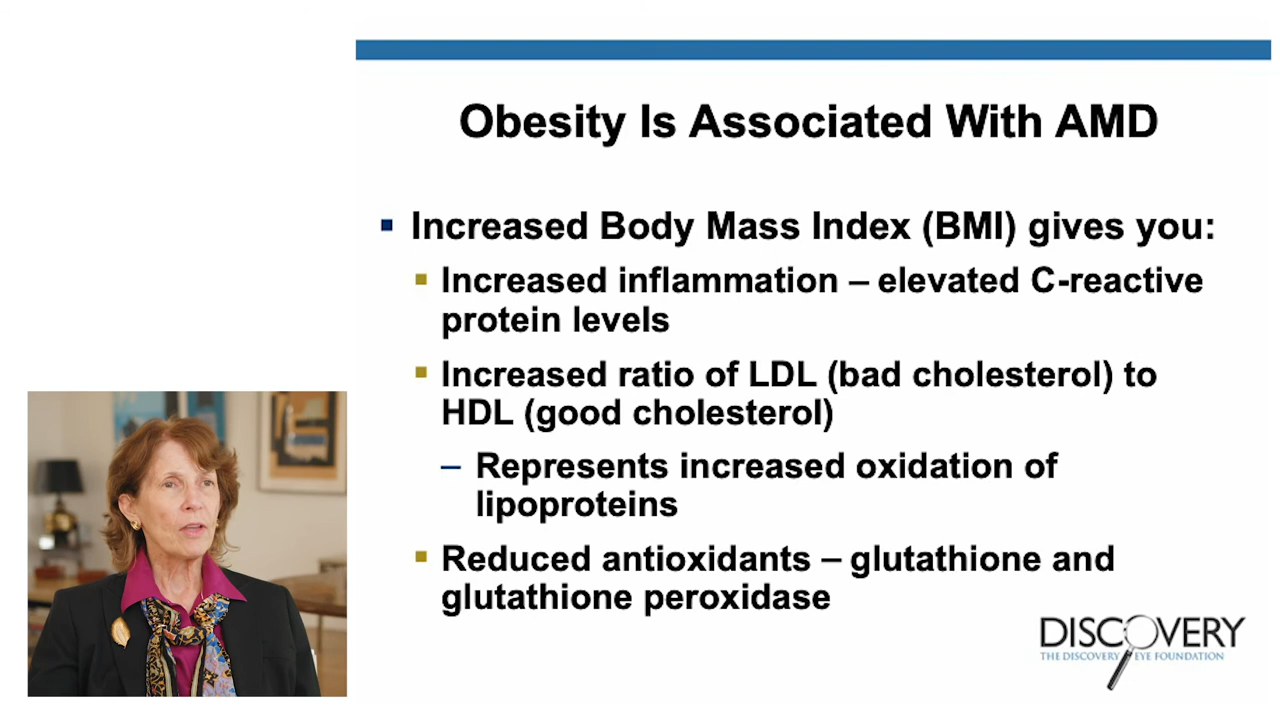 Obesity Is Associated With AMD
▪ Increased Body Mass Index (BMI) gives you:
▪ Increased inflammation – elevated C-reactive
protein levels
▪ Increased ratio of LDL (bad cholesterol) to
HDL (good cholesterol)
– Represents increased oxidation of
lipoproteins
▪ Reduced antioxidants – glutathione and
glutathione peroxidase
DISCOVERY
THE DISCOVERY EYE FOUNDATION